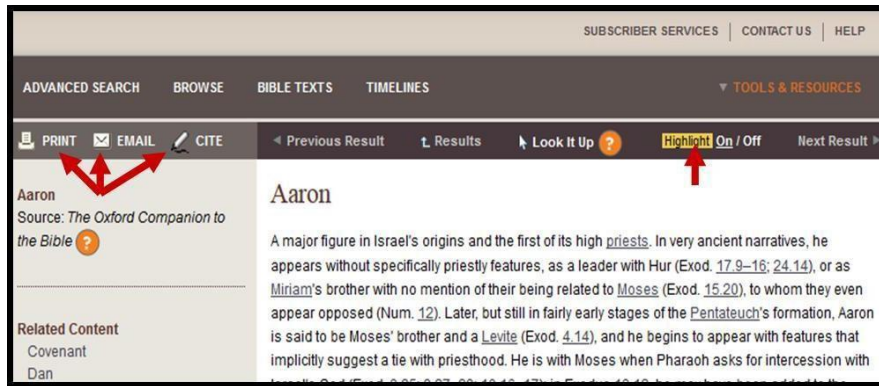 SUBSCRIBER SERVICES | CONTACT US | HELP
ADVANCED SEARCH BROWSE BIBLE TEXTS TIMELINES ▼ TOOLS & RESOURCES
PRINT EMAIL CITE ◄ Previous Result Results Look It Up ? Highlight On / Off Next Result ►
Aaron
Source: The Oxford Companion to
the Bible ?
Related Content
Covenant
Dan
Aaron
A major figure in Israel's origins and the first of its high priests. In very ancient narratives, he
appears without specifically priestly features, as a leader with Hur (Exod. 17.9–16; 24.14), or as
Miriam's brother with no mention of their being related to Moses (Exod. 15.20), to whom they even
appear opposed (Num. 12). Later, but still in fairly early stages of the Pentateuch's formation, Aaron
is said to be Moses' brother and a Levite (Exod. 4.14), and he begins to appear with features that
implicitly suggest a tie with priesthood. He is with Moses when Pharaoh asks for intercession with